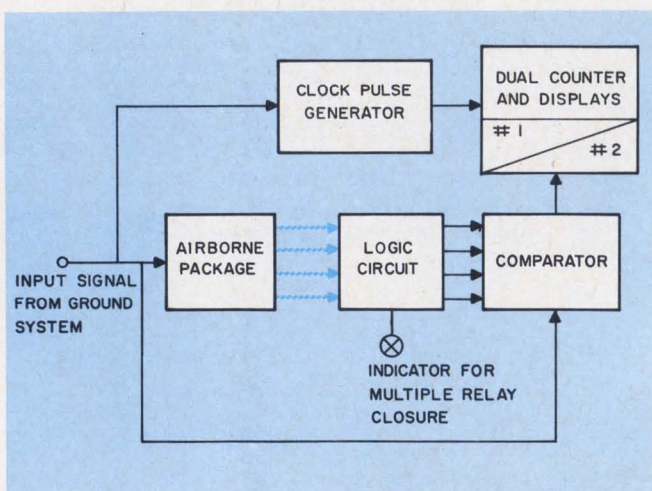 CLOCK PULSE
GENERATOR
DUAL COUNTER
AND DISPLAYS
# 1
# 2
AIRBORNE
PACKAGE
LOGIC
CIRCUIT
COMPARATOR
INPUT SIGNAL
FROM GROUND
SYSTEM
INDICATOR FOR
MULTIPLE RELAY
CLOSURE